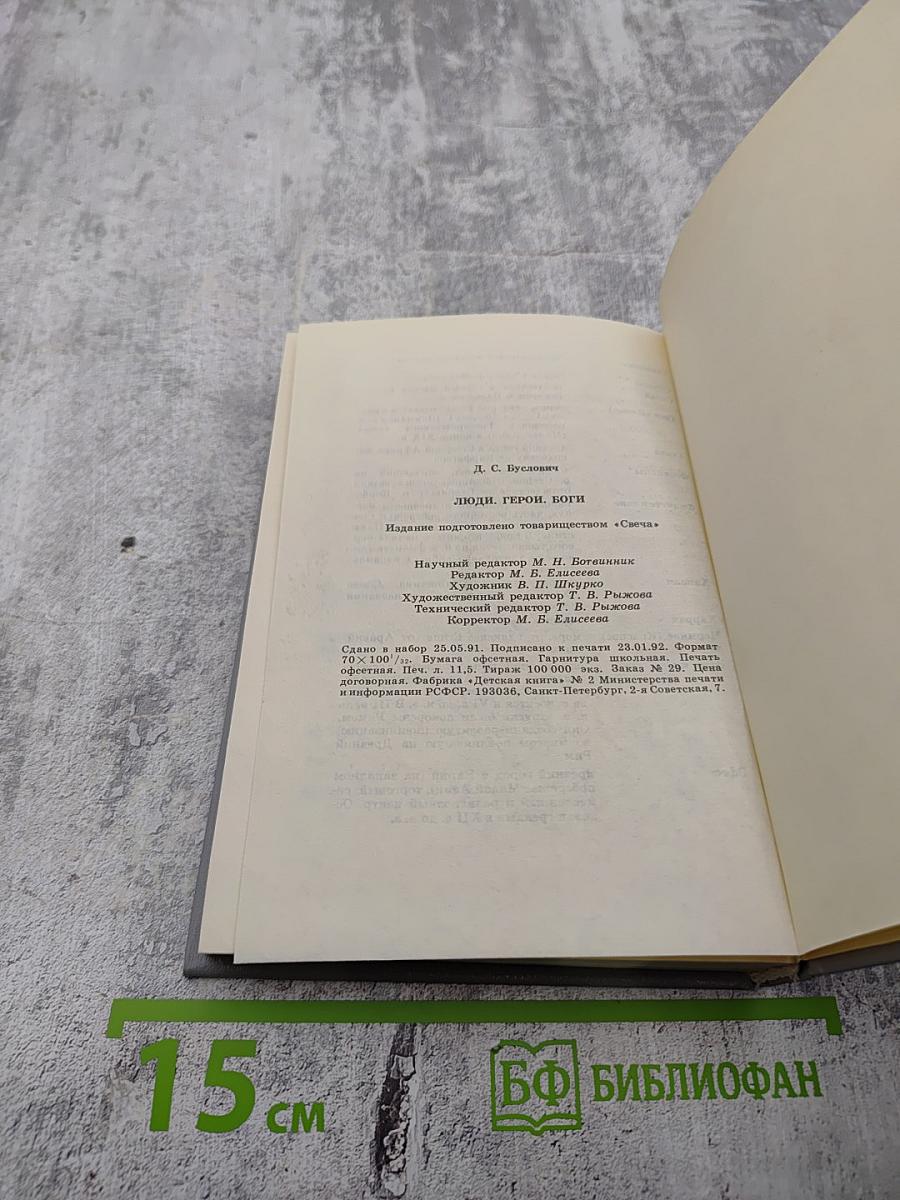 Д. С. Буслович
ЛЮДИ. ГЕРОИ. БОГИ
Издание подготовлено товариществом «Свеча»
Научный редактор М. Н. Ботвинник
Редактор М. Б. Елисеева
Художник В. П. Шкурко
Художественный редактор Т. В. Рыжова
Технический редактор Т. В. Рыжова
Корректор М. Б. Елисеева
Сдано в набор 25.05.91. Подписано к печати 23.01.92. Формат
70×100¹/₃₂. Бумага офсетная. Гарнитура школьная. Печать
офсетная. Печ. л. 11,5. Тираж 100 000 экз. Заказ № 29. Цена
договорная. Фабрика «Детская книга» № 2 Министерства печати
и информации РСФСР. 193036, Санкт-Петербург, 2-я Советская, 7.
15 см
БФ БИБЛИОФАН